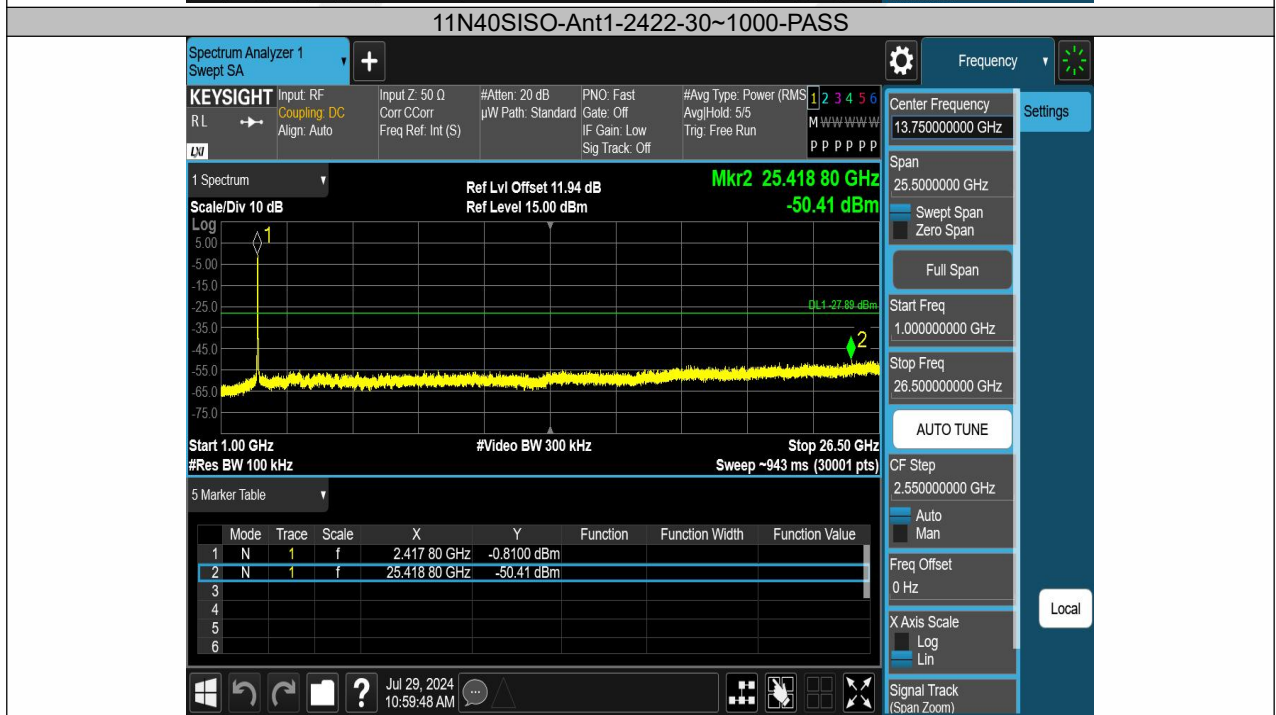 11N40SISO-Ant1-2422-30~1000-PASS
Spectrum Analyzer 1
Swept SA
Frequency
KEYSIGHT
R L
LXI
Input: RF
Coupling: DC
Align: Auto
Input Z: 50 Ω
Corr CCorr
Freq Ref: Int (S)
#Atten: 20 dB
µW Path: Standard
PNO: Fast
Gate: Off
IF Gain: Low
Sig Track: Off
#Avg Type: Power (RMS
Avg|Hold: 5/5
Trig: Free Run
1 2 3 4 5 6
M W W W W W
P P P P P P
1 Spectrum
Scale/Div 10 dB
Ref Lvl Offset 11.94 dB
Ref Level 15.00 dBm
Mkr2 25.418 80 GHz
-50.41 dBm
Log
5.00
-5.00
-15.0
-25.0
-35.0
-45.0
-55.0
-65.0
-75.0
1
DL1 -27.89 dBm
2
Start 1.00 GHz
#Res BW 100 kHz
#Video BW 300 kHz
Stop 26.50 GHz
Sweep ~943 ms (30001 pts)
5 Marker Table
Mode Trace Scale X Y Function Function Width Function Value
1 N 1 f 2.417 80 GHz -0.8100 dBm
2 N 1 f 25.418 80 GHz -50.41 dBm
3
4
5
6
Jul 29, 2024
10:59:48 AM
Center Frequency
13.750000000 GHz
Settings
Span
25.5000000 GHz
Swept Span
Zero Span
Full Span
Start Freq
1.000000000 GHz
Stop Freq
26.500000000 GHz
AUTO TUNE
CF Step
2.550000000 GHz
Auto
Man
Freq Offset
0 Hz
X Axis Scale
Log
Lin
Local
Signal Track
(Span Zoom)